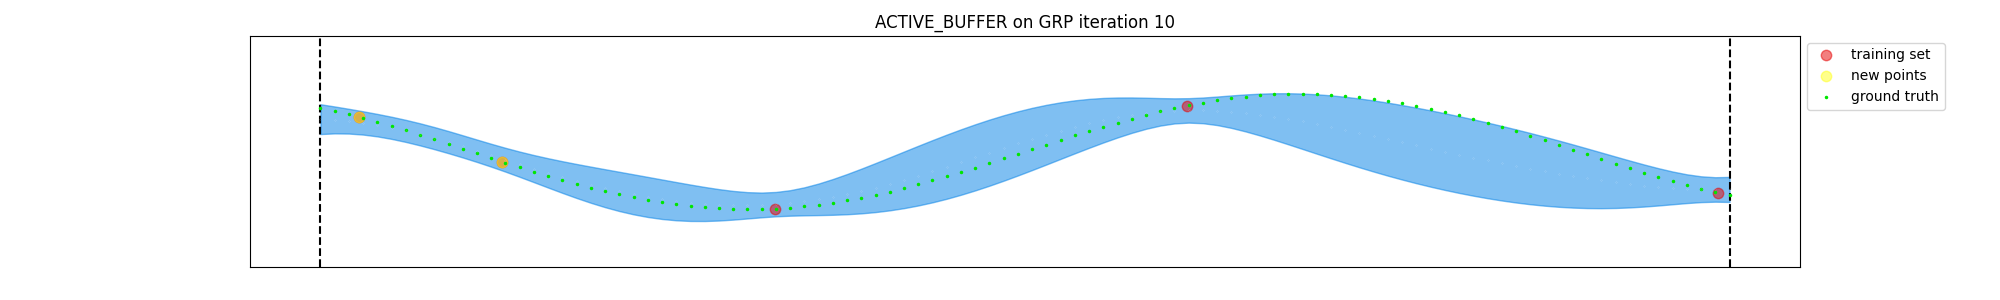 ACTIVE_BUFFER on GRP iteration 10
training set
new points
ground truth